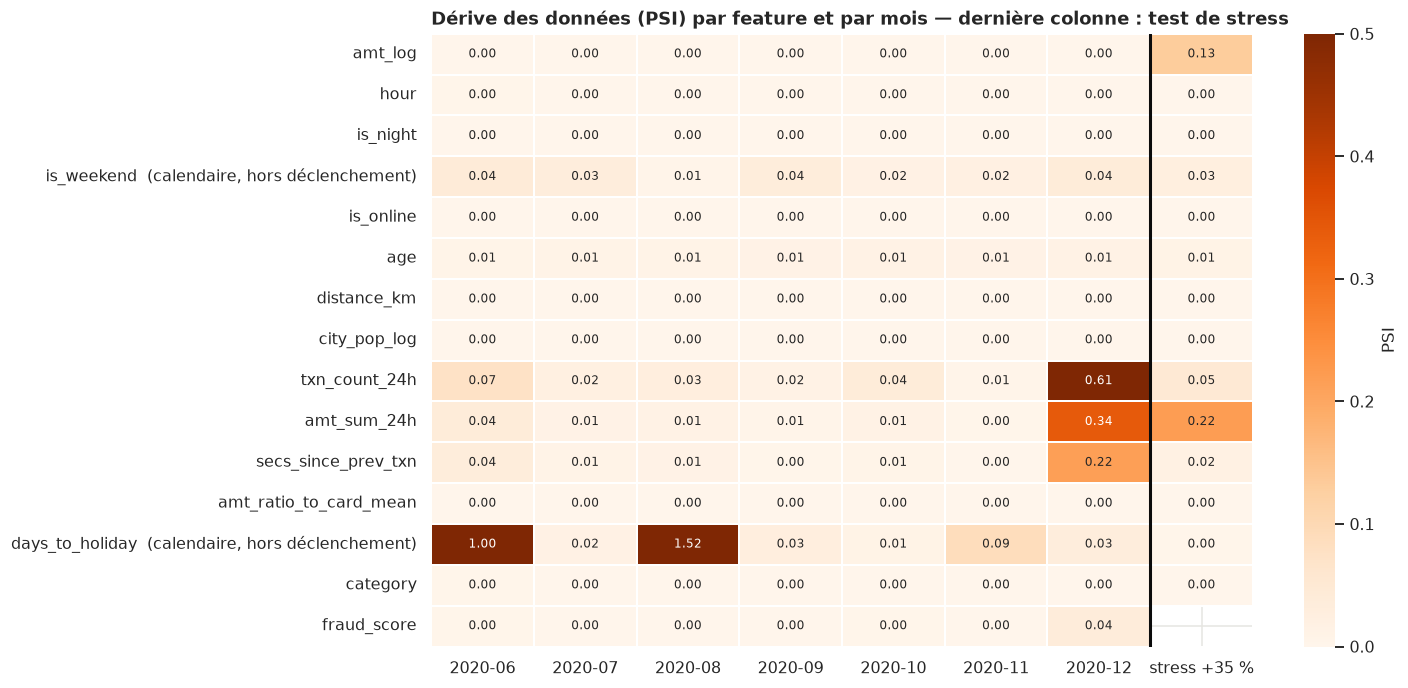 Dérive des données (PSI) par feature et par mois — dernière colonne : test de stress
amt_log 0.00 0.00 0.00 0.00 0.00 0.00 0.00 0.13
hour 0.00 0.00 0.00 0.00 0.00 0.00 0.00 0.00
is_night 0.00 0.00 0.00 0.00 0.00 0.00 0.00 0.00
is_weekend (calendaire, hors déclenchement) 0.04 0.03 0.01 0.04 0.02 0.02 0.04 0.03
is_online 0.00 0.00 0.00 0.00 0.00 0.00 0.00 0.00
age 0.01 0.01 0.01 0.01 0.01 0.01 0.01 0.01
distance_km 0.00 0.00 0.00 0.00 0.00 0.00 0.00 0.00
city_pop_log 0.00 0.00 0.00 0.00 0.00 0.00 0.00 0.00
txn_count_24h 0.07 0.02 0.03 0.02 0.04 0.01 0.61 0.05
amt_sum_24h 0.04 0.01 0.01 0.01 0.01 0.00 0.34 0.22
secs_since_prev_txn 0.04 0.01 0.01 0.00 0.01 0.00 0.22 0.02
amt_ratio_to_card_mean 0.00 0.00 0.00 0.00 0.00 0.00 0.00 0.00
days_to_holiday (calendaire, hors déclenchement) 1.00 0.02 1.52 0.03 0.01 0.09 0.03 0.00
category 0.00 0.00 0.00 0.00 0.00 0.00 0.00 0.00
fraud_score 0.00 0.00 0.00 0.00 0.00 0.00 0.04
2020-06 2020-07 2020-08 2020-09 2020-10 2020-11 2020-12 stress +35 %
0.5
0.4
0.3
0.2
0.1
0.0
PSI